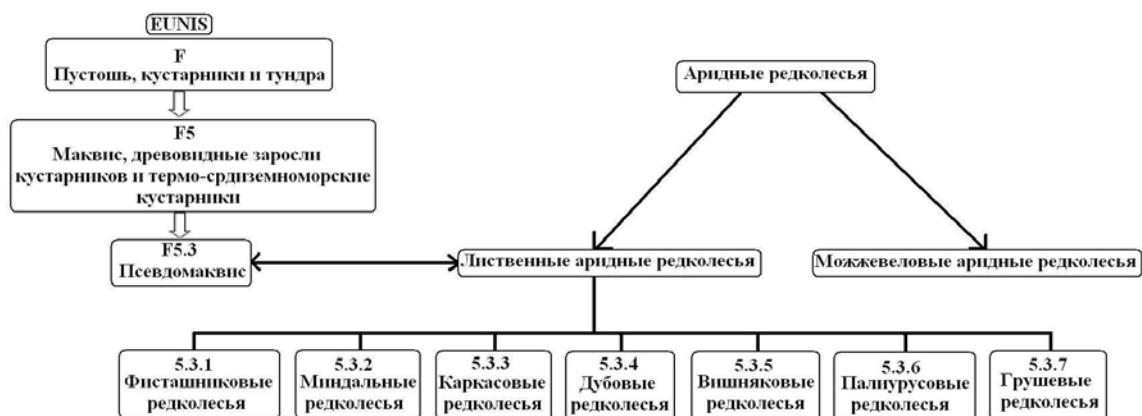 EUNIS
F
Пустошь, кустарники и тундра
F5
Маквис, древовидные заросли
кустарников и термо-срдиземноморские
кустарники
F5.3
Псевдомаквис
Аридные редколесья
Лиственные аридные редколесья
Можжевеловые аридные редколесья
5.3.1
Фисташниковые
редколесья
5.3.2
Миндальные
редколесья
5.3.3
Каркасовые
редколесья
5.3.4
Дубовые
редколесья
5.3.5
Вишняковые
редколесья
5.3.6
Палиурусовые
редколесья
5.3.7
Грушевые
редколесья